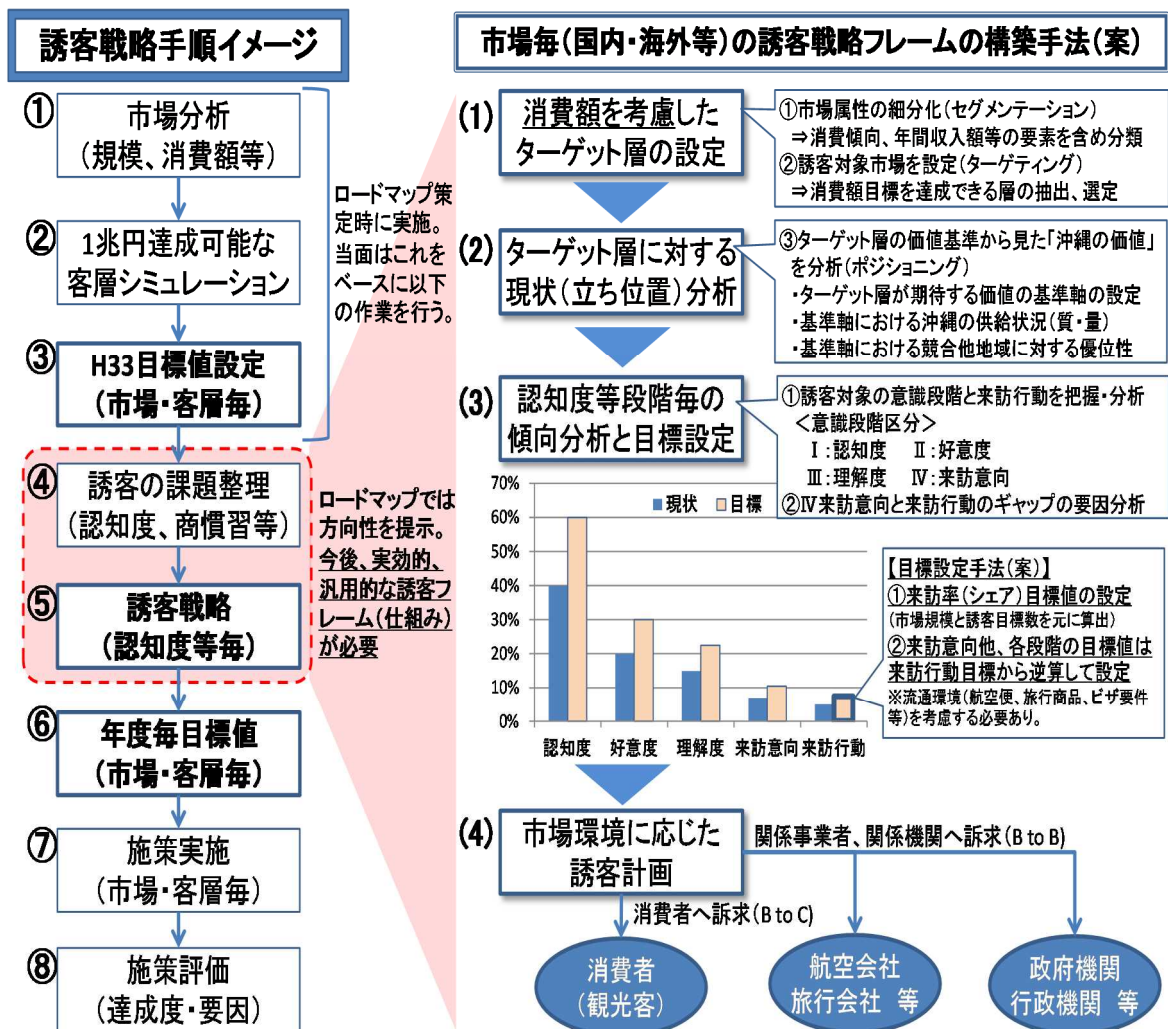 誘客戦略手順イメージ
①
市場分析
(規模、消費額等)
②
1兆円達成可能な
客層シミュレーション
③
H33目標値設定
(市場・客層毎)
ロードマップ策
定時に実施。
当面はこれを
ベースに以下
の作業を行う。
④
誘客の課題整理
(認知度、商慣習等)
⑤
誘客戦略
(認知度等毎)
ロードマップでは
方向性を提示。
今後、実効的、
汎用的な誘客フ
レーム(仕組み)
が必要
⑥
年度毎目標値
(市場・客層毎)
⑦
施策実施
(市場・客層毎)
⑧
施策評価
(達成度・要因)
市場毎(国内・海外等)の誘客戦略フレームの構築手法(案)
(1)
消費額を考慮した
ターゲット層の設定
①市場属性の細分化(セグメンテーション)
⇒消費傾向、年間収入額等の要素を含め分類
②誘客対象市場を設定(ターゲティング)
⇒消費額目標を達成できる層の抽出、選定
(2)
ターゲット層に対する
現状(立ち位置)分析
③ターゲット層の価値基準から見た「沖縄の価値」
を分析(ポジショニング)
・ターゲット層が期待する価値の基準軸の設定
・基準軸における沖縄の供給状況(質・量)
・基準軸における競合他地域に対する優位性
(3)
認知度等段階毎の
傾向分析と目標設定
①誘客対象の意識段階と来訪行動を把握・分析
<意識段階区分>
Ⅰ:認知度 Ⅱ:好意度
Ⅲ:理解度 Ⅳ:来訪意向
②Ⅳ来訪意向と来訪行動のギャップの要因分析
70%
60%
50%
40%
30%
20%
10%
0%
現状 目標
認知度 好意度 理解度 来訪意向 来訪行動
【目標設定手法(案)】
①来訪率(シェア)目標値の設定
(市場規模と誘客目標数を元に算出)
②来訪意向他、各段階の目標値は
来訪行動目標から逆算して設定
※流通環境(航空便、旅行商品、ビザ要件
等)を考慮する必要あり。
(4)
市場環境に応じた
誘客計画
関係事業者、関係機関へ訴求(B to B)
消費者へ訴求(B to C)
消費者
(観光客)
航空会社
旅行会社 等
政府機関
行政機関 等